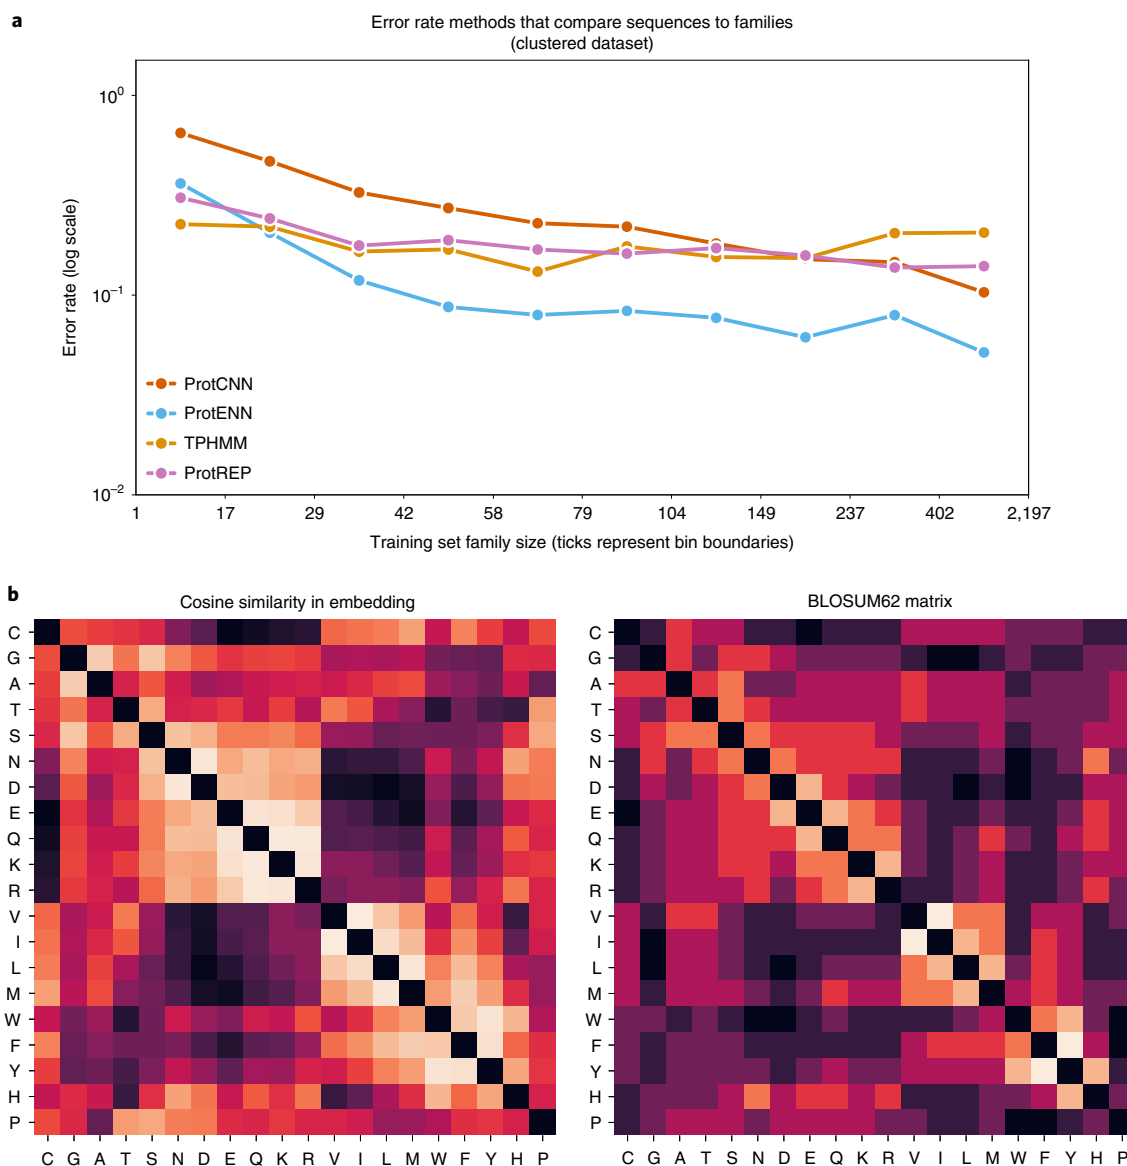 a
Error rate methods that compare sequences to families
(clustered dataset)
Error rate (log scale)
10⁰
10⁻¹
10⁻²
ProtCNN
ProtENN
TPHMM
ProtREP
1 17 29 42 58 79 104 149 237 402 2,197
Training set family size (ticks represent bin boundaries)
b
Cosine similarity in embedding
C
G
A
T
S
N
D
E
Q
K
R
V
I
L
M
W
F
Y
H
P
C G A T S N D E Q K R V I L M W F Y H P
BLOSUM62 matrix
C
G
A
T
S
N
D
E
Q
K
R
V
I
L
M
W
F
Y
H
P
C G A T S N D E Q K R V I L M W F Y H P